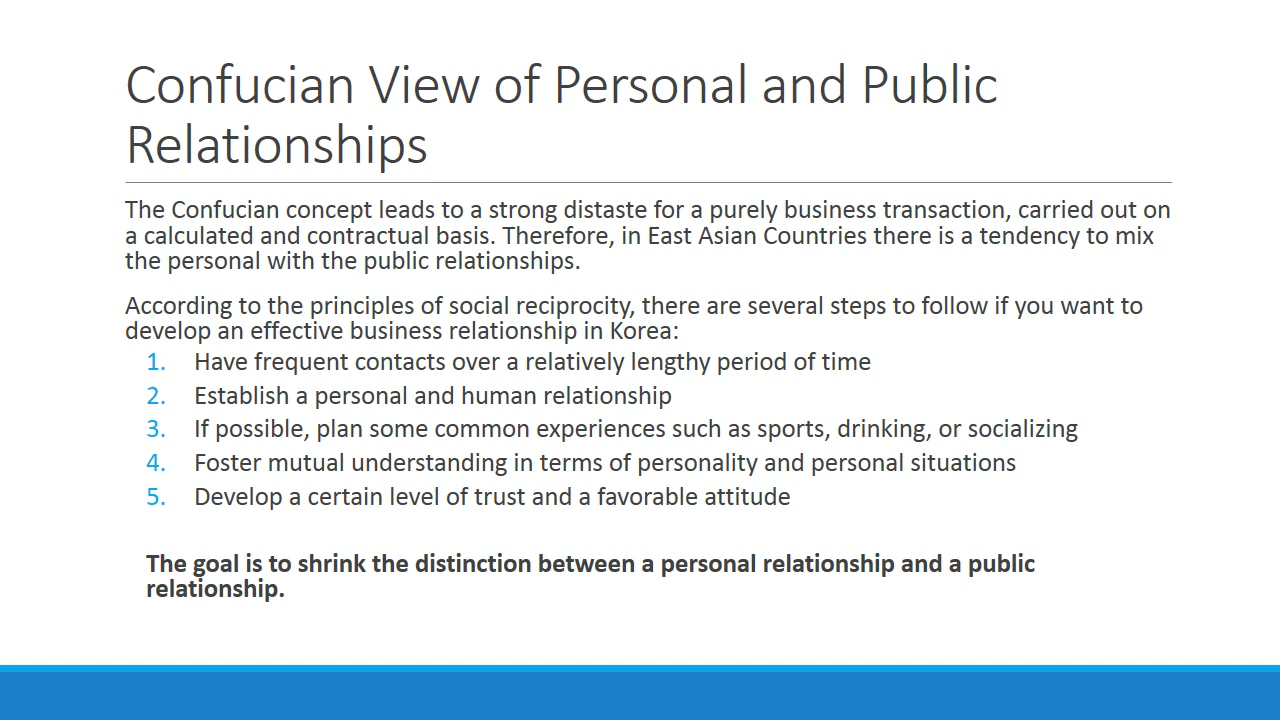 Confucian View of Personal and Public
Relationships
The Confucian concept leads to a strong distaste for a purely business transaction, carried out on
a calculated and contractual basis. Therefore, in East Asian Countries there is a tendency to mix
the personal with the public relationships.
According to the principles of social reciprocity, there are several steps to follow if you want to
develop an effective business relationship in Korea:
1. Have frequent contacts over a relatively lengthy period of time
2. Establish a personal and human relationship
3. If possible, plan some common experiences such as sports, drinking, or socializing
4. Foster mutual understanding in terms of personality and personal situations
5. Develop a certain level of trust and a favorable attitude
The goal is to shrink the distinction between a personal relationship and a public
relationship.